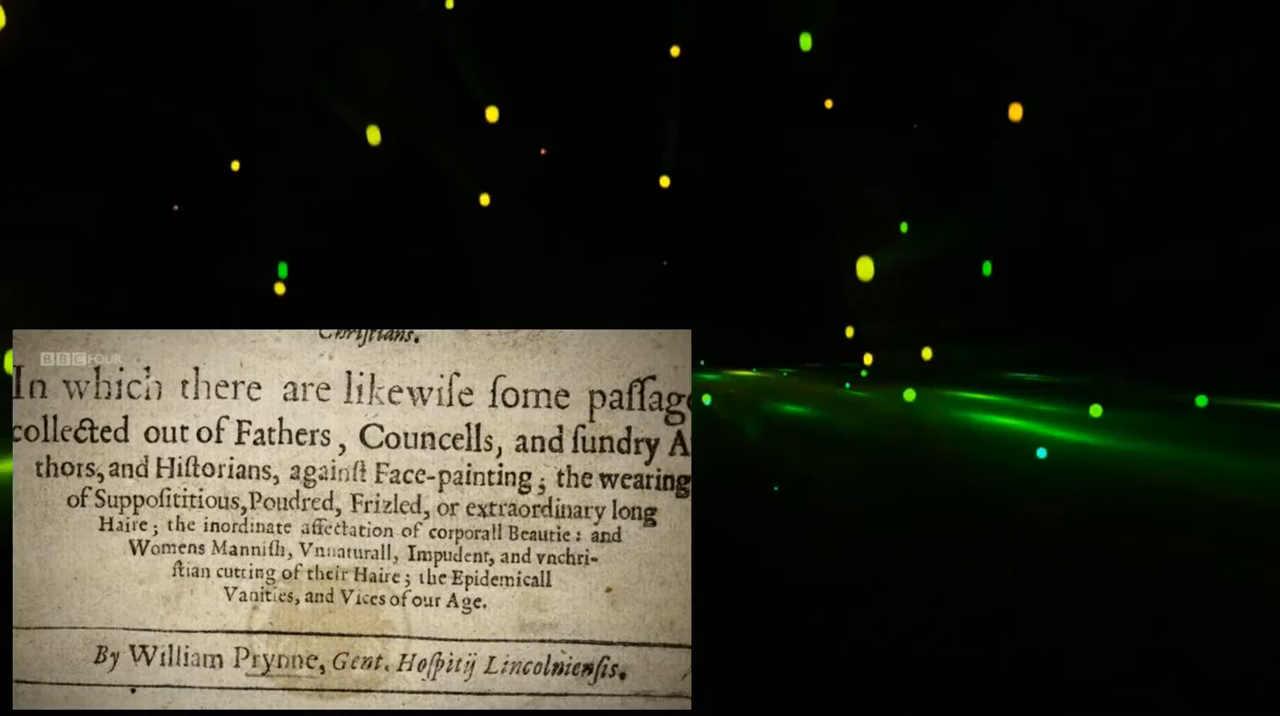 Chriſtians.
BBC FOUR
In which there are likewiſe ſome paſſag
collected out of Fathers, Councells, and ſundry A
thors, and Hiſtorians, againſt Face-painting; the wearing
of Suppoſititious, Poudred, Frizled, or extraordinary long
Haire; the inordinate affectation of corporall Beautie: and
Womens Manniſh, Vnnaturall, Impudent, and vnchri-
ſtian cutting of their Haire; the Epidemicall
Vanities, and Vices of our Age.
By William Prynne, Gent. Hoſpitij Lincolnienſis.